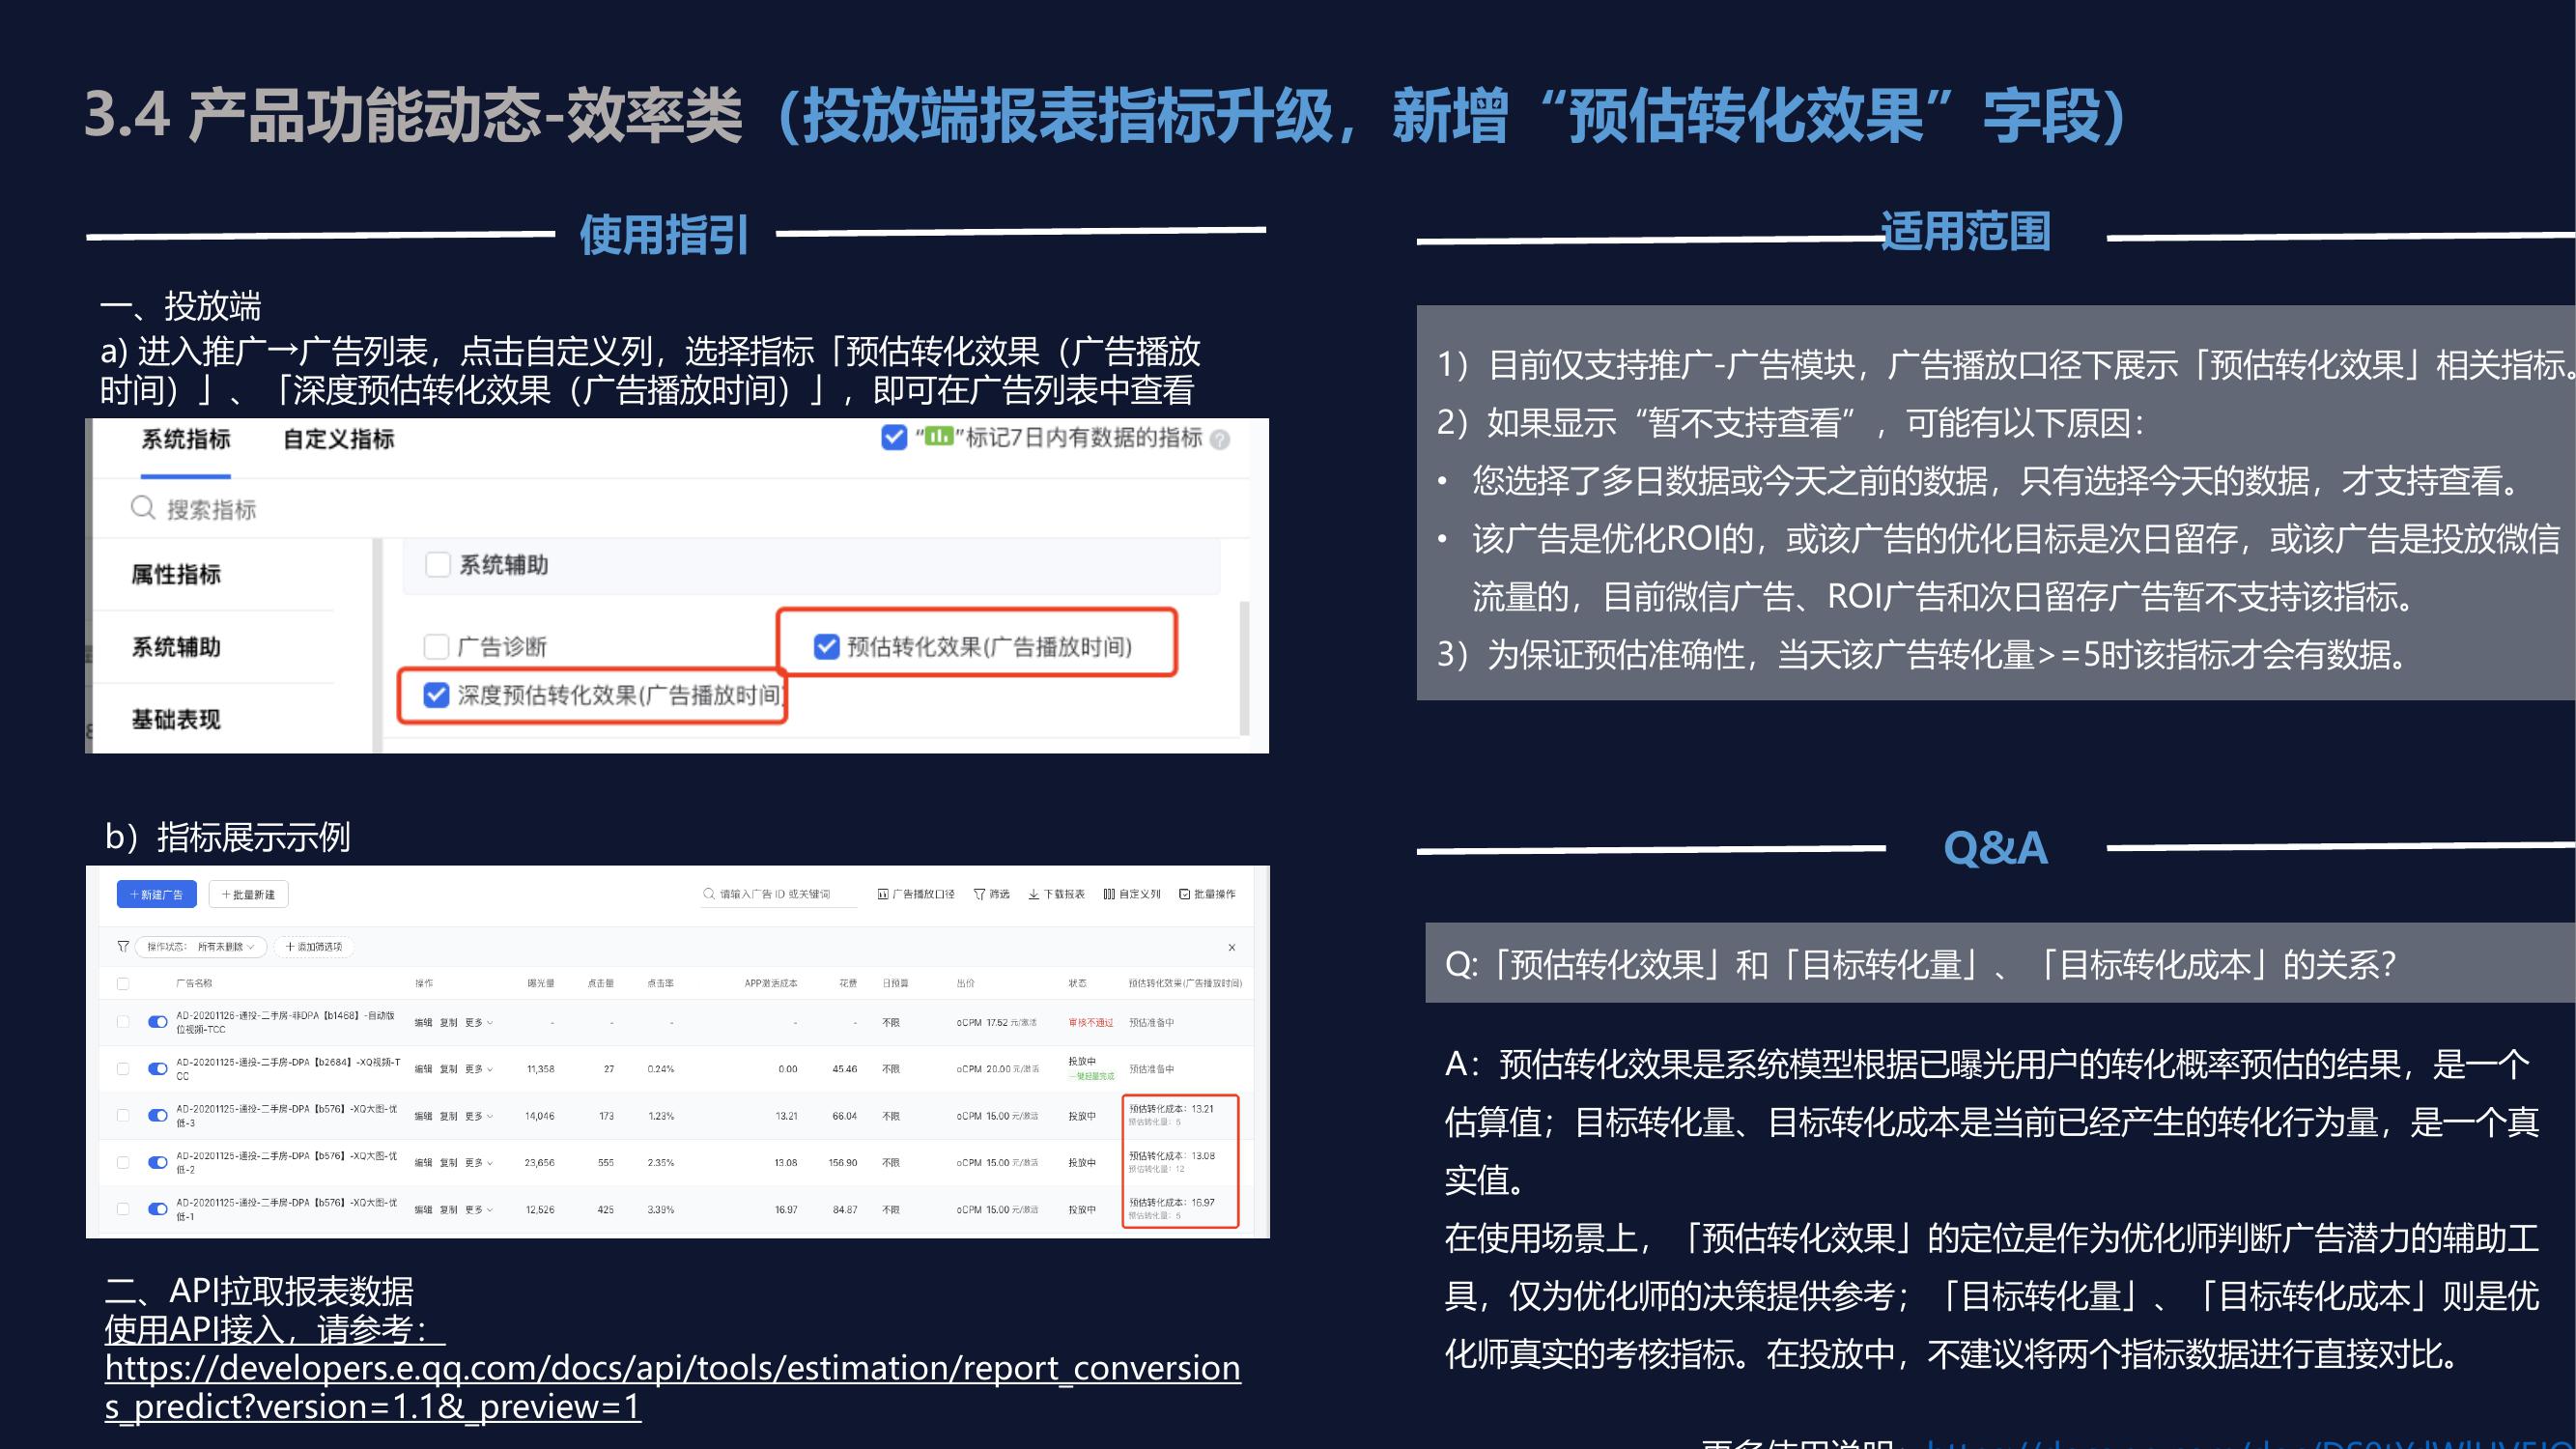 3.4 产品功能动态-效率类（投放端报表指标升级，新增“预估转化效果”字段）
使用指引
一、投放端
a) 进入推广→广告列表，点击自定义列，选择指标「预估转化效果（广告播放
时间）」、「深度预估转化效果（广告播放时间）」，即可在广告列表中查看
系统指标 自定义指标 “ ”标记7日内有数据的指标
搜索指标
系统辅助
属性指标
系统辅助 广告诊断 预估转化效果(广告播放时间)
深度预估转化效果(广告播放时间
基础表现
b）指标展示示例
+新建广告 +批量新建 请输入广告 ID 或关键词 广告播放口径 筛选 下载报表 自定义列 批量操作
操作状态： 所有未删除 +添加筛选项 ×
广告名称 操作 曝光量 点击量 点击率 APP激活成本 花费 日预算 出价 状态 预估转化效果(广告播放时间)
AD-20201126-通投-二手房-非DPA【b1468】-自动版 编辑 复制 更多 - - - - - 不限 oCPM 17.52 元/激活 审核不通过 预估准备中
位视频-TCC
AD-20201125-通投-二手房-DPA【b2684】-XQ视频-T 编辑 复制 更多 11,358 27 0.24% 0.00 45.46 不限 oCPM 20.00 元/激活 投放中 预估准备中
CC 一键起量完成
AD-20201125-通投-二手房-DPA【b576】-XQ大图-优 编辑 复制 更多 14,046 173 1.23% 13.21 66.04 不限 oCPM 15.00 元/激活 投放中 预估转化成本：13.21
低-3 预估转化量：5
AD-20201125-通投-二手房-DPA【b576】-XQ大图-优 编辑 复制 更多 23,656 555 2.35% 13.08 156.90 不限 oCPM 15.00 元/激活 投放中 预估转化成本：13.08
低-2 预估转化量：12
AD-20201125-通投-二手房-DPA【b576】-XQ大图-优 编辑 复制 更多 12,526 425 3.39% 16.97 84.87 不限 oCPM 15.00 元/激活 投放中 预估转化成本：16.97
低-1 预估转化量：5
二、API拉取报表数据
使用API接入，请参考：
https://developers.e.qq.com/docs/api/tools/estimation/report_conversion
s_predict?version=1.1&_preview=1
适用范围
1）目前仅支持推广-广告模块，广告播放口径下展示「预估转化效果」相关指标。
2）如果显示“暂不支持查看”，可能有以下原因：
• 您选择了多日数据或今天之前的数据，只有选择今天的数据，才支持查看。
• 该广告是优化ROI的，或该广告的优化目标是次日留存，或该广告是投放微信
流量的，目前微信广告、ROI广告和次日留存广告暂不支持该指标。
3）为保证预估准确性，当天该广告转化量>=5时该指标才会有数据。
Q&A
Q:「预估转化效果」和「目标转化量」、「目标转化成本」的关系？
A：预估转化效果是系统模型根据已曝光用户的转化概率预估的结果，是一个
估算值；目标转化量、目标转化成本是当前已经产生的转化行为量，是一个真
实值。
在使用场景上，「预估转化效果」的定位是作为优化师判断广告潜力的辅助工
具，仅为优化师的决策提供参考；「目标转化量」、「目标转化成本」则是优
化师真实的考核指标。在投放中，不建议将两个指标数据进行直接对比。